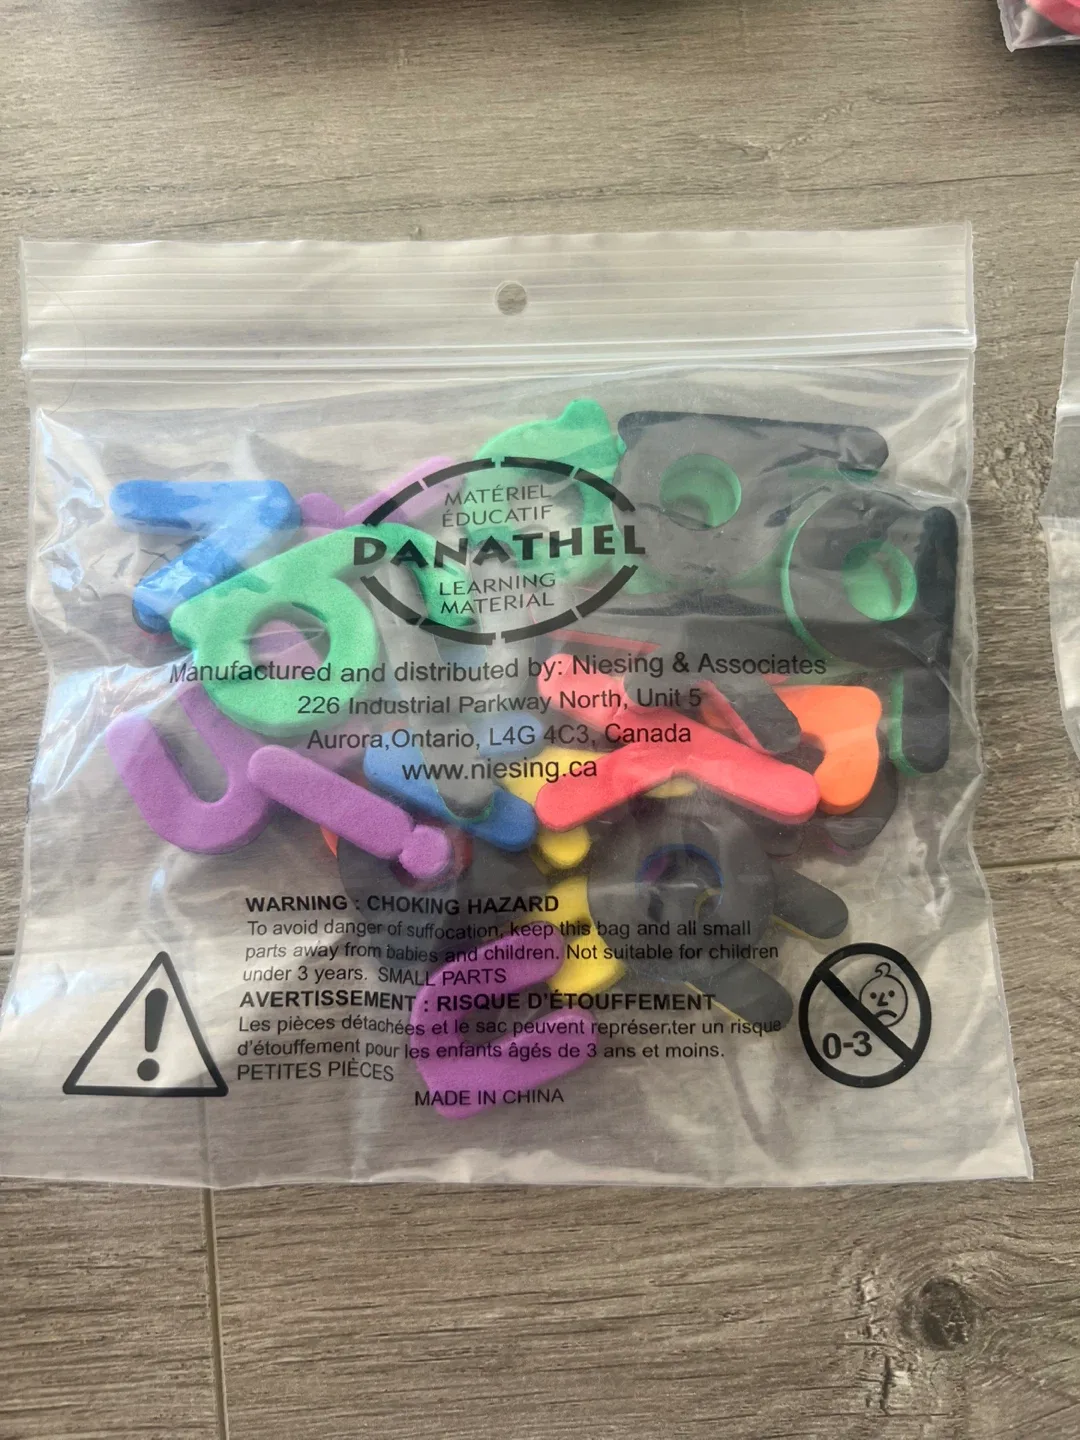 MATÉRIEL
ÉDUCATIF
DANATHEL
LEARNING
MATERIAL
Manufactured and distributed by: Niesing & Associates
226 Industrial Parkway North, Unit 5
Aurora,Ontario, L4G 4C3, Canada
www.niesing.ca
WARNING : CHOKING HAZARD
To avoid danger of suffocation, keep this bag and all small
parts away from babies and children. Not suitable for children
under 3 years. SMALL PARTS
AVERTISSEMENT : RISQUE D'ÉTOUFFEMENT
Les pièces détachées et le sac peuvent représenter un risque
d'étouffement pour les enfants âgés de 3 ans et moins.
PETITES PIÈCES
0-3
MADE IN CHINA